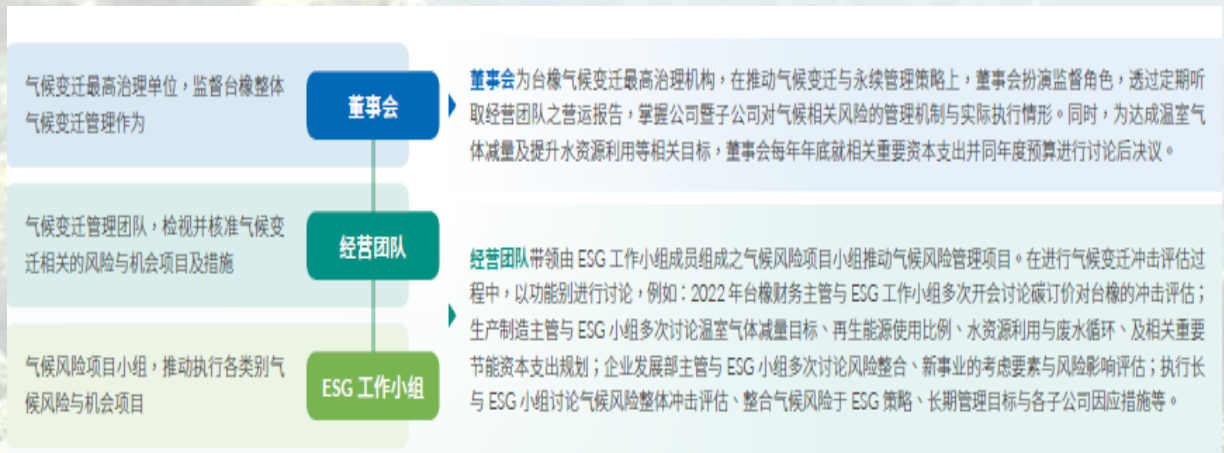 气候变迁最高治理单位，监督台橡整体
气候变迁管理作为
董事会
董事会为台橡气候变迁最高治理机构，在推动气候变迁与永续管理策略上，董事会扮演监督角色，透过定期听
取经营团队之营运报告，掌握公司暨子公司对气候相关风险的管理机制与实际执行情形。同时，为达成温室气
体减量及提升水资源利用等相关目标，董事会每年年底就相关重要资本支出并同年度预算进行讨论后决议。
气候变迁管理团队，检视并核准气候变
迁相关的风险与机会项目及措施
经营团队
气候风险项目小组，推动执行各类别气
候风险与机会项目
ESG 工作小组
经营团队带领由 ESG 工作小组成员组成之气候风险项目小组推动气候风险管理项目。在进行气候变迁冲击评估过
程中，以功能别进行讨论，例如：2022 年台橡财务主管与 ESG 工作小组多次开会讨论碳订价对台橡的冲击评估；
生产制造主管与 ESG 小组多次讨论温室气体减量目标、再生能源使用比例、水资源利用与废水循环、及相关重要
节能资本支出规划；企业发展部主管与 ESG 小组多次讨论风险整合、新事业的考虑要素与风险影响评估；执行长
与 ESG 小组讨论气候风险整体冲击评估、整合气候风险于 ESG 策略、长期管理目标与各子公司因应措施等。